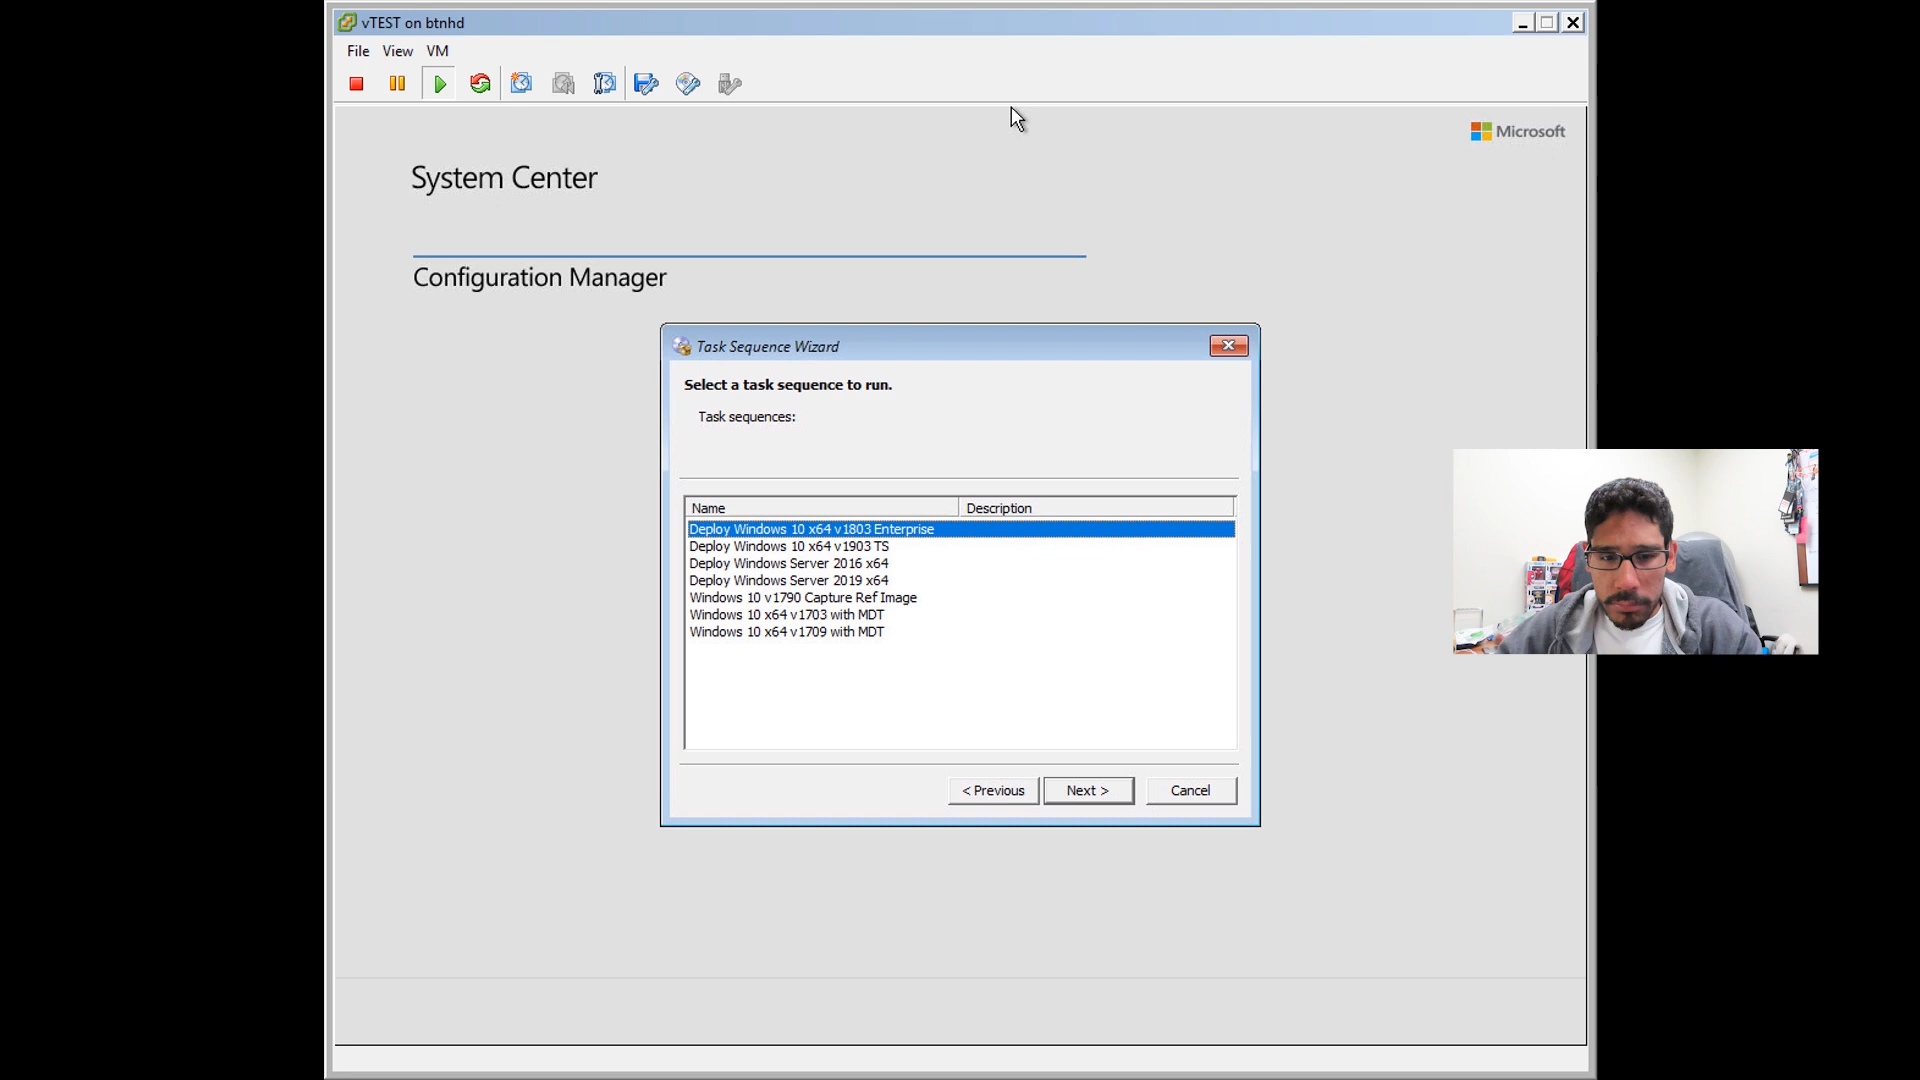 vTEST on btnhd
File View VM
Microsoft
System Center
Configuration Manager
Task Sequence Wizard
Select a task sequence to run.
Task sequences:
Name Description
Deploy Windows 10 x64 v1803 Enterprise
Deploy Windows 10 x64 v1903 TS
Deploy Windows Server 2016 x64
Deploy Windows Server 2019 x64
Windows 10 v1790 Capture Ref Image
Windows 10 x64 v1703 with MDT
Windows 10 x64 v1709 with MDT
< Previous Next > Cancel